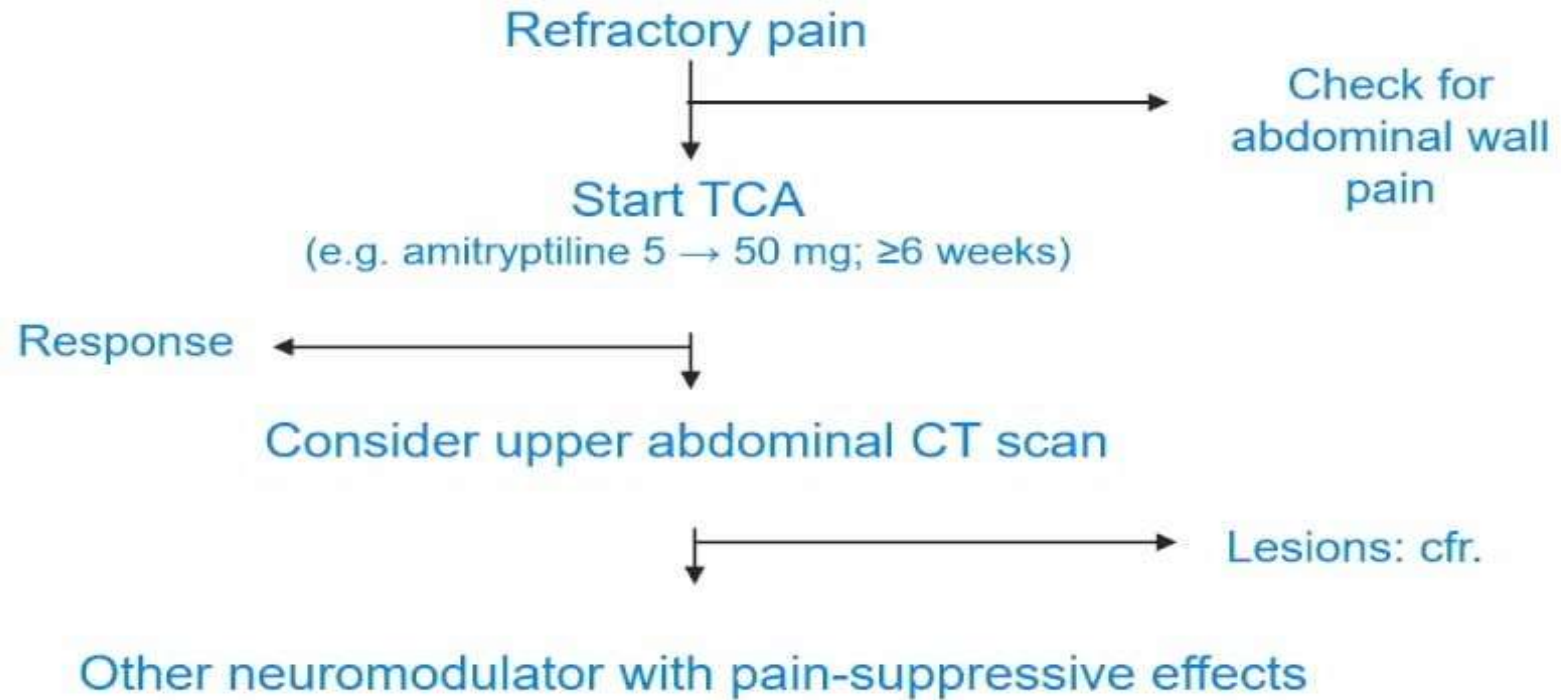 Refractory pain
Check for
abdominal wall
pain
Start TCA
(e.g. amitryptiline 5 → 50 mg; ≥6 weeks)
Response
Consider upper abdominal CT scan
Lesions: cfr.
Other neuromodulator with pain-suppressive effects